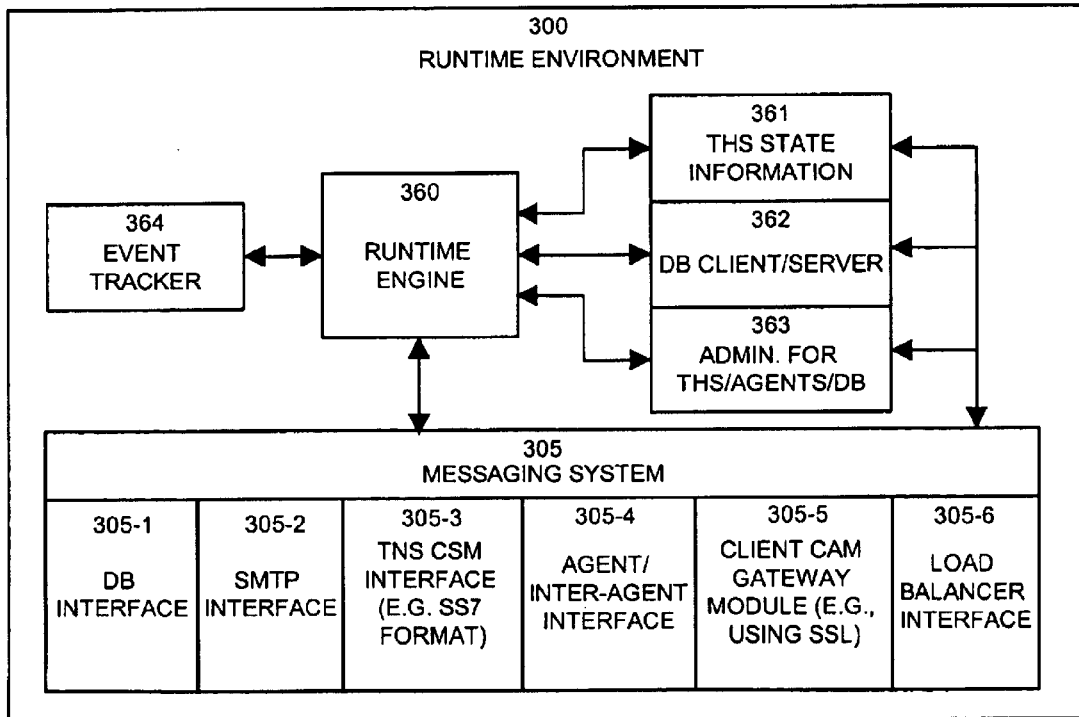 300
RUNTIME ENVIRONMENT
361
THS STATE
INFORMATION
360
RUNTIME
ENGINE
364
EVENT
TRACKER
362
DB CLIENT/SERVER
363
ADMIN. FOR
THS/AGENTS/DB
305
MESSAGING SYSTEM
305-1
DB
INTERFACE
305-2
SMTP
INTERFACE
305-3
TNS CSM
INTERFACE
(E.G. SS7
FORMAT)
305-4
AGENT/
INTER-AGENT
INTERFACE
305-5
CLIENT CAM
GATEWAY
MODULE (E.G.,
USING SSL)
305-6
LOAD
BALANCER
INTERFACE